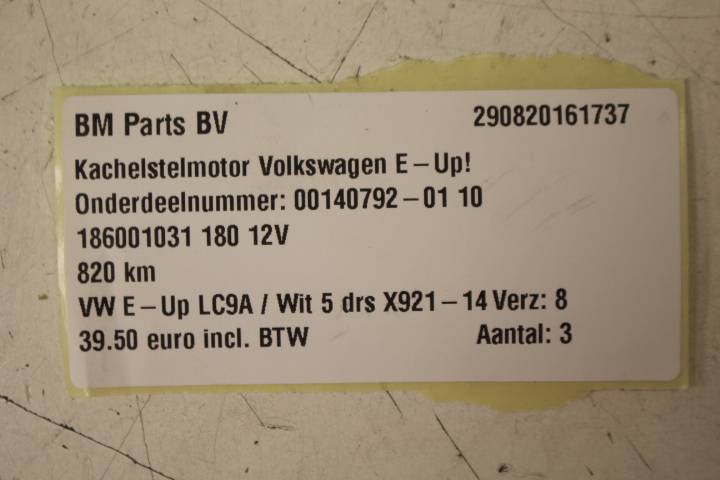 BM Parts BV 290820161737
Kachelstelmotor Volkswagen E-Up!
Onderdeelnummer: 00140792-01 10
186001031 180 12V
820 km
VW E-Up LC9A / Wit 5 drs X921-14 Verz: 8
39.50 euro incl. BTW Aantal: 3